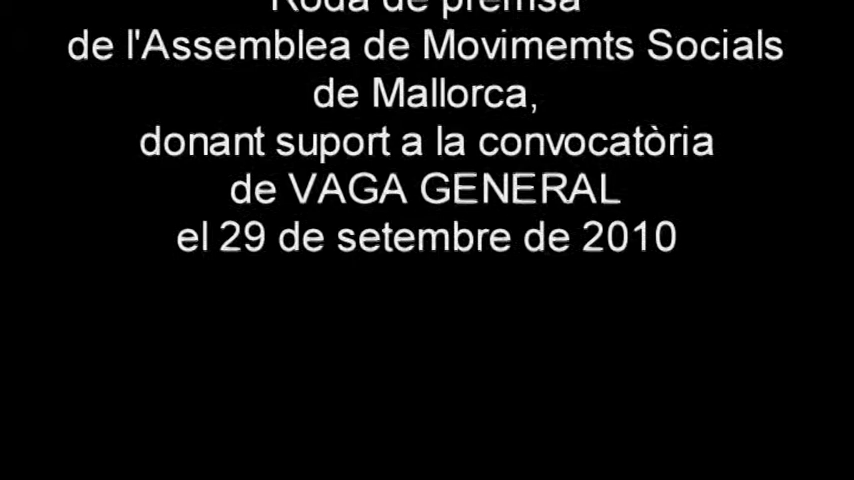 Roda de premsa
de l'Assemblea de Movimemts Socials
de Mallorca,
donant suport a la convocatòria
de VAGA GENERAL
el 29 de setembre de 2010